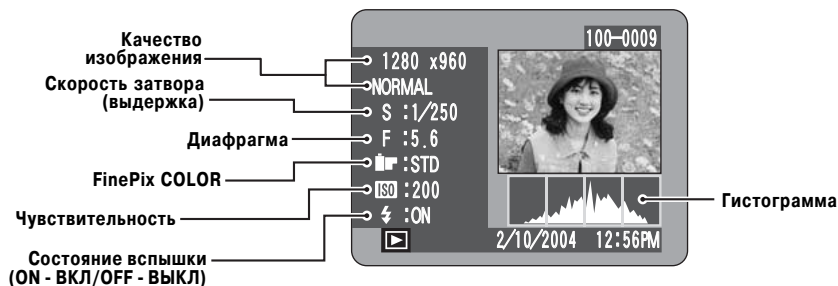 Качество
изображения
Скорость затвора
(выдержка)
Диафрагма
FinePix COLOR
Чувствительность
Состояние вспышки
(ON - ВКЛ/OFF - ВЫКЛ)
100-0009
1280 x960
NORMAL
S :1/250
F :5.6
:STD
ISO :200
:ON
2/10/2004 12:56PM
Гистограмма